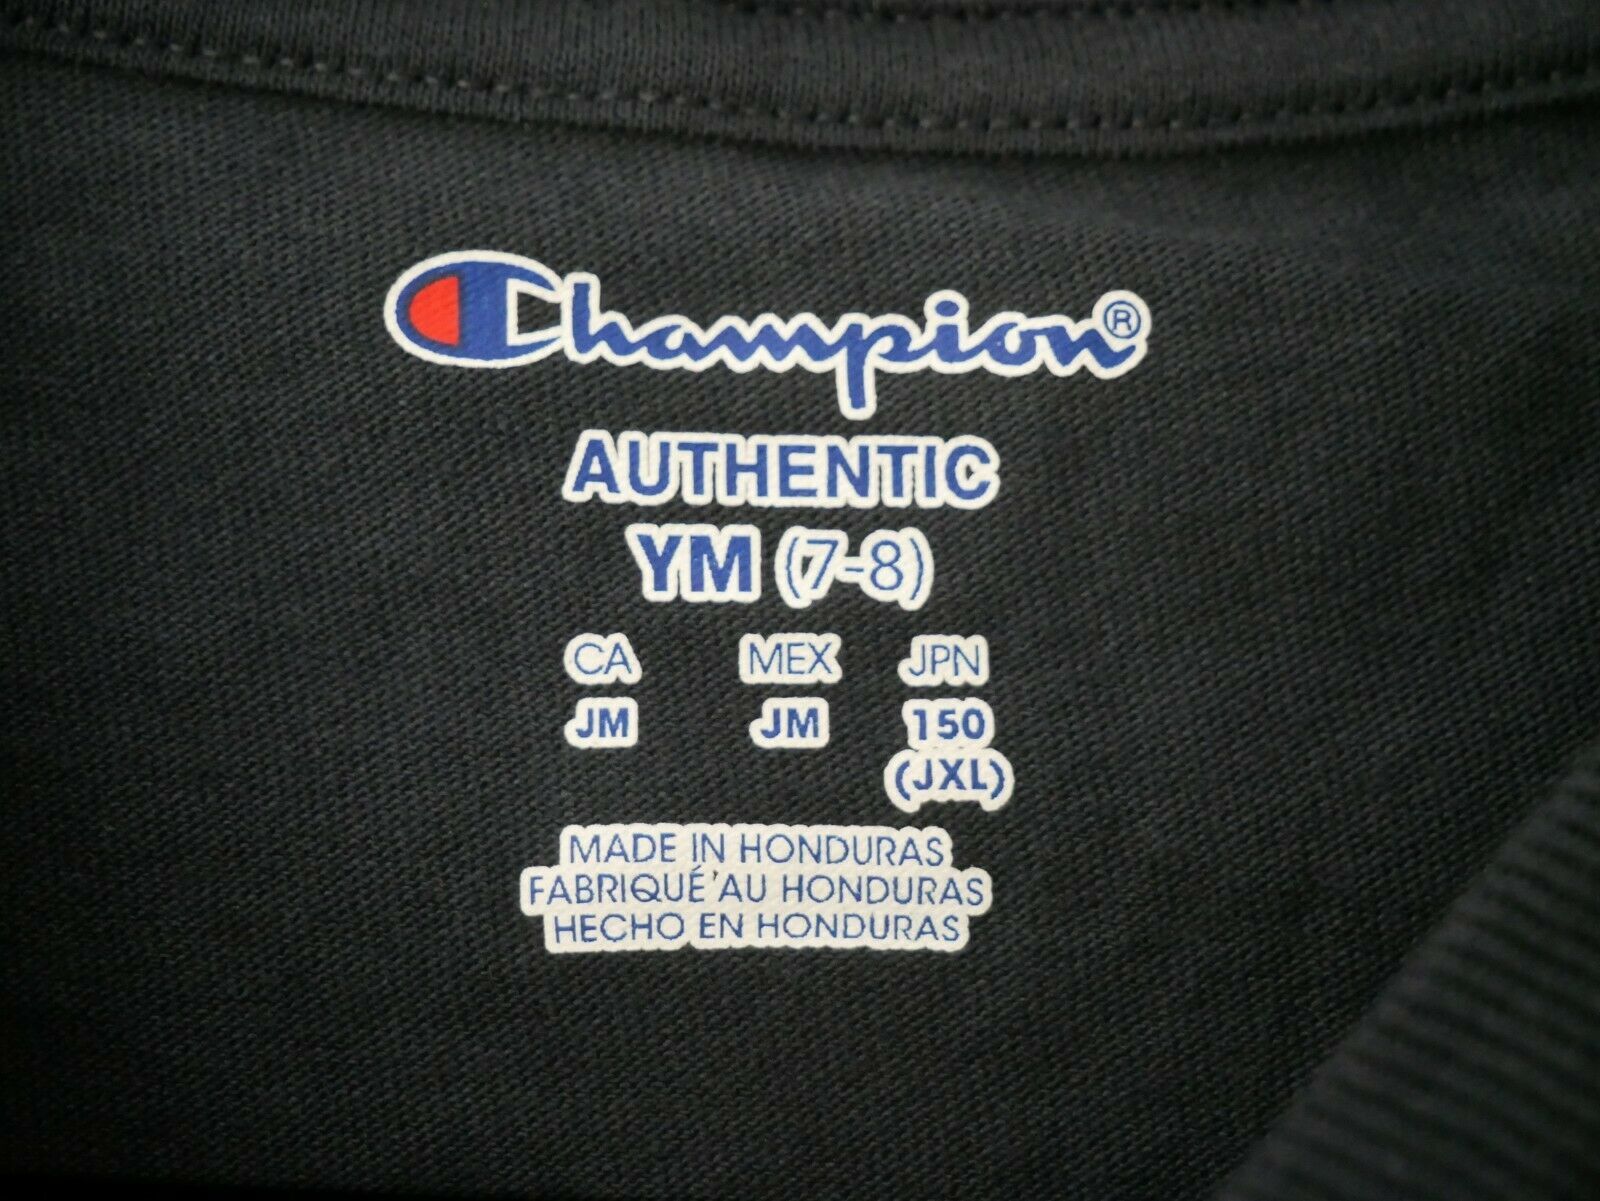 Champion®
AUTHENTIC
YM (7-8)
CA MEX JPN
JM JM 150
(JXL)
MADE IN HONDURAS
FABRIQUÉ AU HONDURAS
HECHO EN HONDURAS